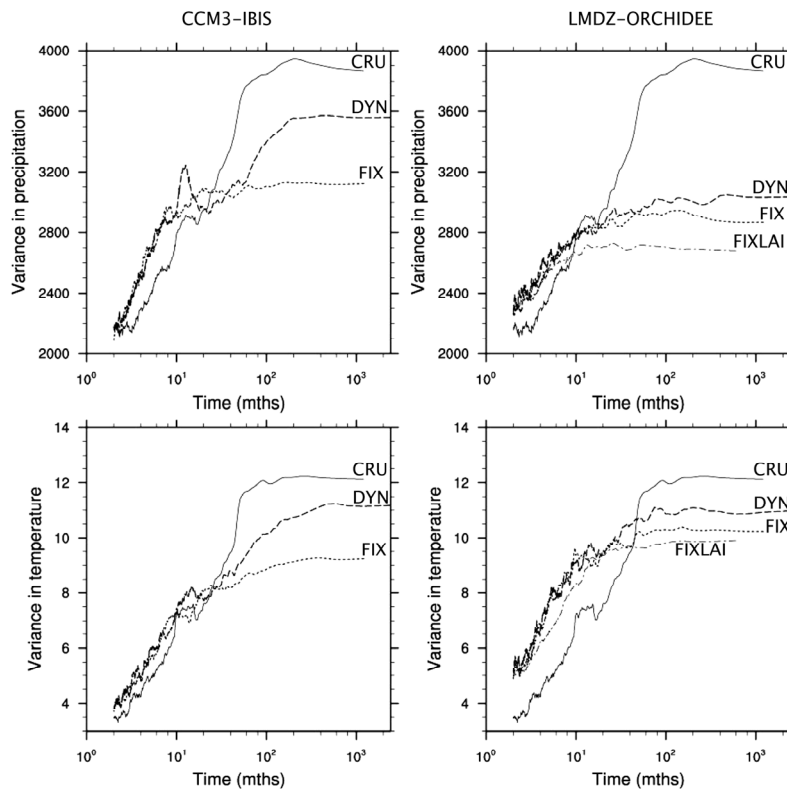 CCM3-IBIS
LMDZ-ORCHIDEE
4000
3600
3200
2800
2400
2000
Variance in precipitation
CRU
DYN
FIX
10⁰
10¹
10²
10³
Time (mths)
4000
3600
3200
2800
2400
2000
Variance in precipitation
CRU
DYN
FIX
FIXLAI
10⁰
10¹
10²
10³
Time (mths)
14
12
10
8
6
4
Variance in temperature
CRU
DYN
FIX
10⁰
10¹
10²
10³
Time (mths)
14
12
10
8
6
4
Variance in temperature
CRU
DYN
FIX
FIXLAI
10⁰
10¹
10²
10³
Time (mths)